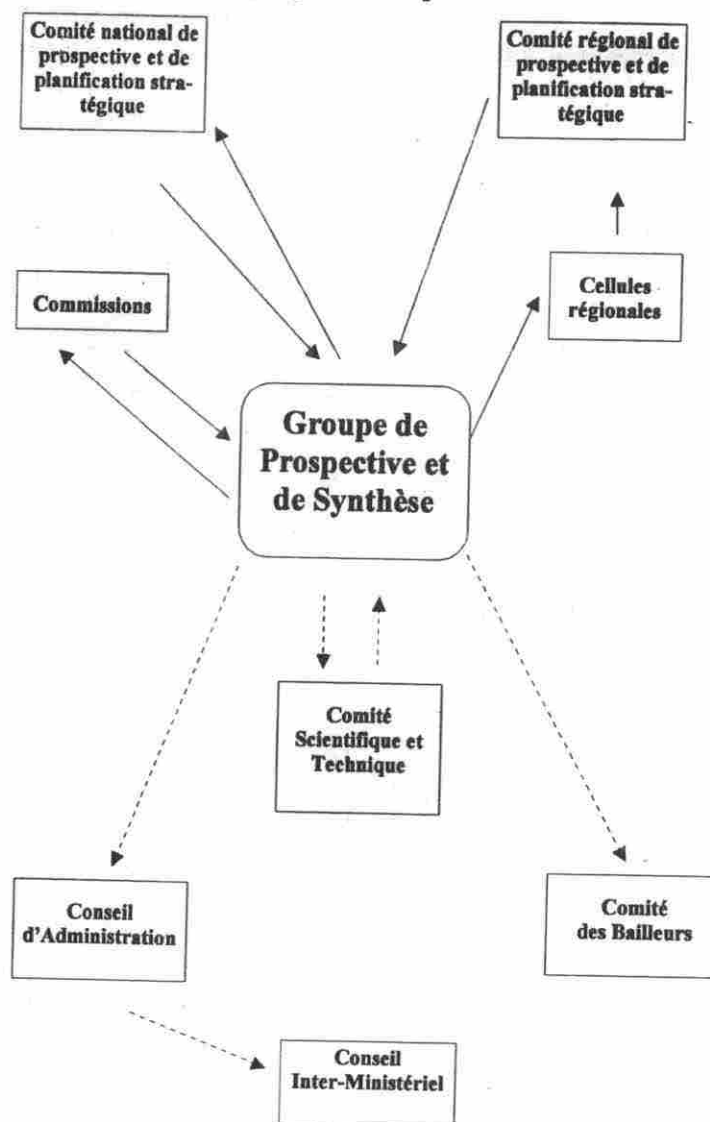 Comité national de
prospective et de
planification stra-
tégique
Comité régional de
prospective et de
planification stra-
tégique
Commissions
Cellules
régionales
Groupe de
Prospective et
de Synthèse
Comité
Scientifique et
Technique
Conseil
d'Administration
Comité
des Bailleurs
Conseil
Inter-Ministériel